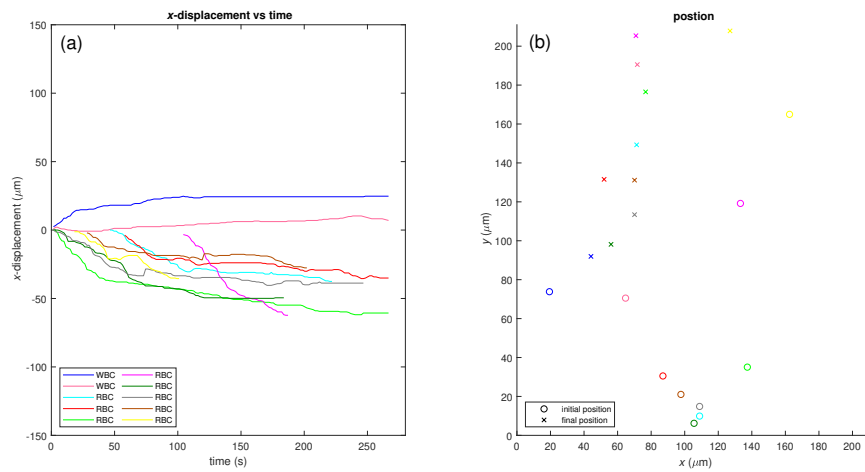 x-displacement vs time
(a)
x-displacement (μm)
150
100
50
0
-50
-100
-150
WBC RBC
WBC RBC
RBC RBC
RBC RBC
RBC RBC
0 50 100 150 200 250
time (s)
postion
(b)
y (μm)
200
180
160
140
120
100
80
60
40
20
0
initial position
final position
0 20 40 60 80 100 120 140 160 180 200
x (μm)